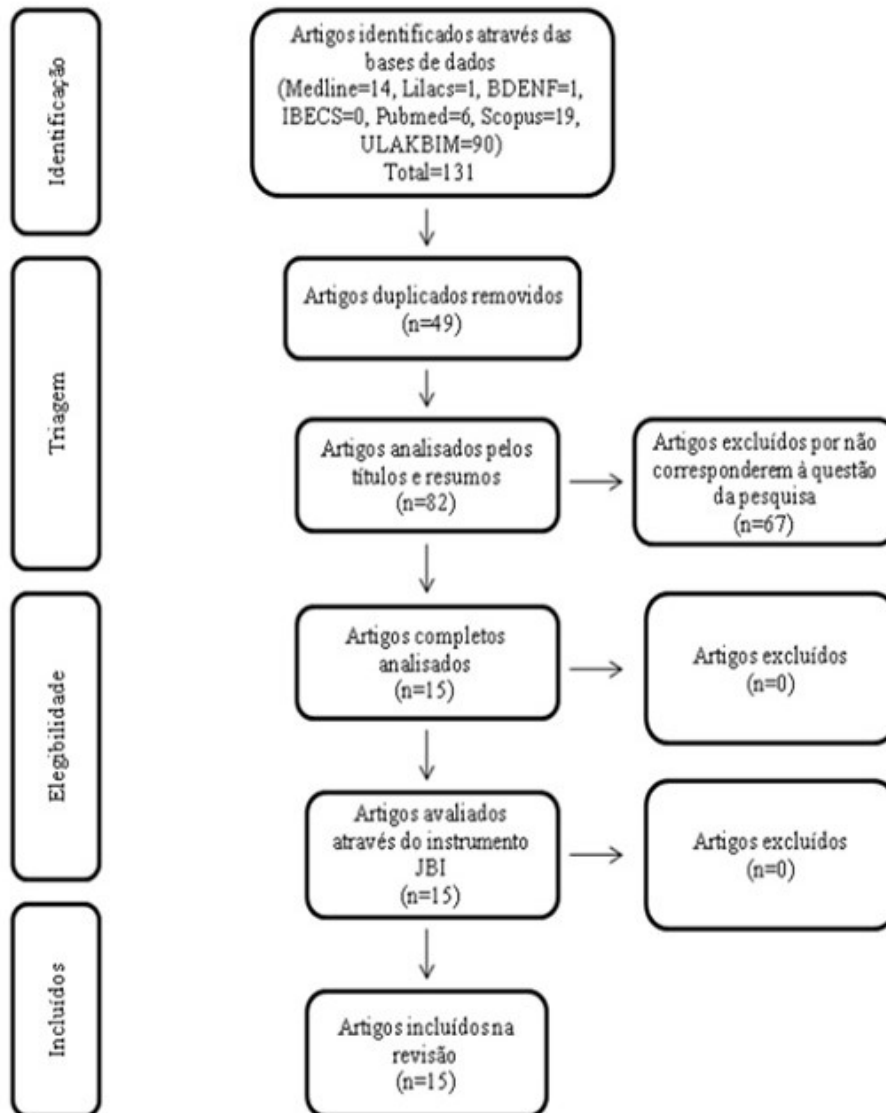 Identificação
Artigos identificados através das
bases de dados
(Medline=14, Lilacs=1, BDENF=1,
IBECS=0, Pubmed=6, Scopus=19,
ULAKBIM=90)
Total=131
Triagem
Artigos duplicados removidos
(n=49)
Artigos analisados pelos
títulos e resumos
(n=82)
Artigos excluídos por não
corresponderem à questão
da pesquisa
(n=67)
Elegibilidade
Artigos completos
analisados
(n=15)
Artigos excluídos
(n=0)
Artigos avaliados
através do instrumento
JBI
(n=15)
Artigos excluídos
(n=0)
Incluídos
Artigos incluídos na
revisão
(n=15)